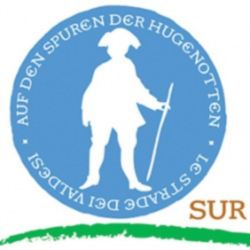 · AUF DEN SPUREN DER HUGENOTTEN · LE STRADE DEI VALDESI
SUR